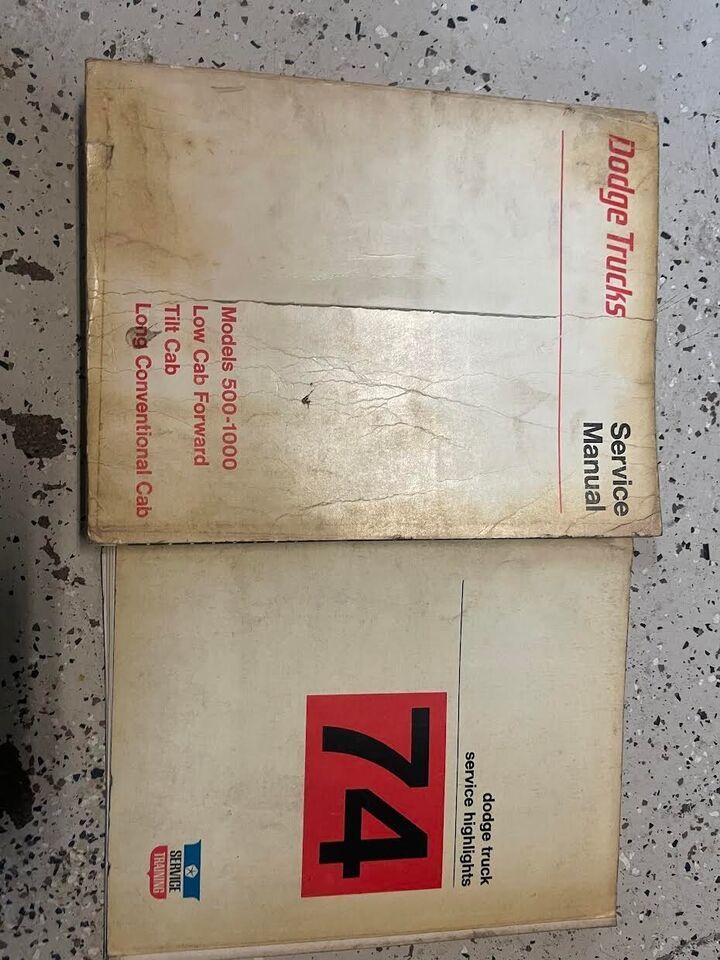 Dodge Trucks
Service
Manual
Models 500-1000
Low Cab Forward
Tilt Cab
Long Conventional Cab
dodge truck
service highlights
74
SERVICE
TRAINING